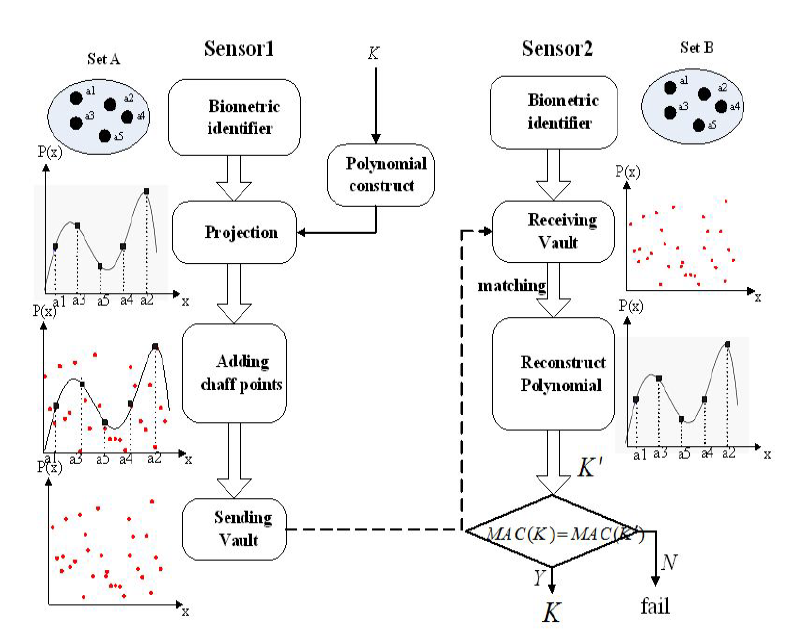 Set A
Sensor1
K
Sensor2
Set B
a1
a2
a3
a4
a5
Biometric
identifier
Biometric
identifier
a1
a2
a3
a4
a5
P(x)
Polynomial
construct
P(x)
Projection
Receiving
Vault
a1 a3 a5 a4 a2 x
matching
x
P(x)
P(x)
Adding
chaff points
Reconstruct
Polynomial
a1 a3 a5 a4 a2 x
a1 a3 a5 a4 a2 x
P(x)
K'
Sending
Vault
MAC(K)=MAC(K')
N
Y
x
K
fail